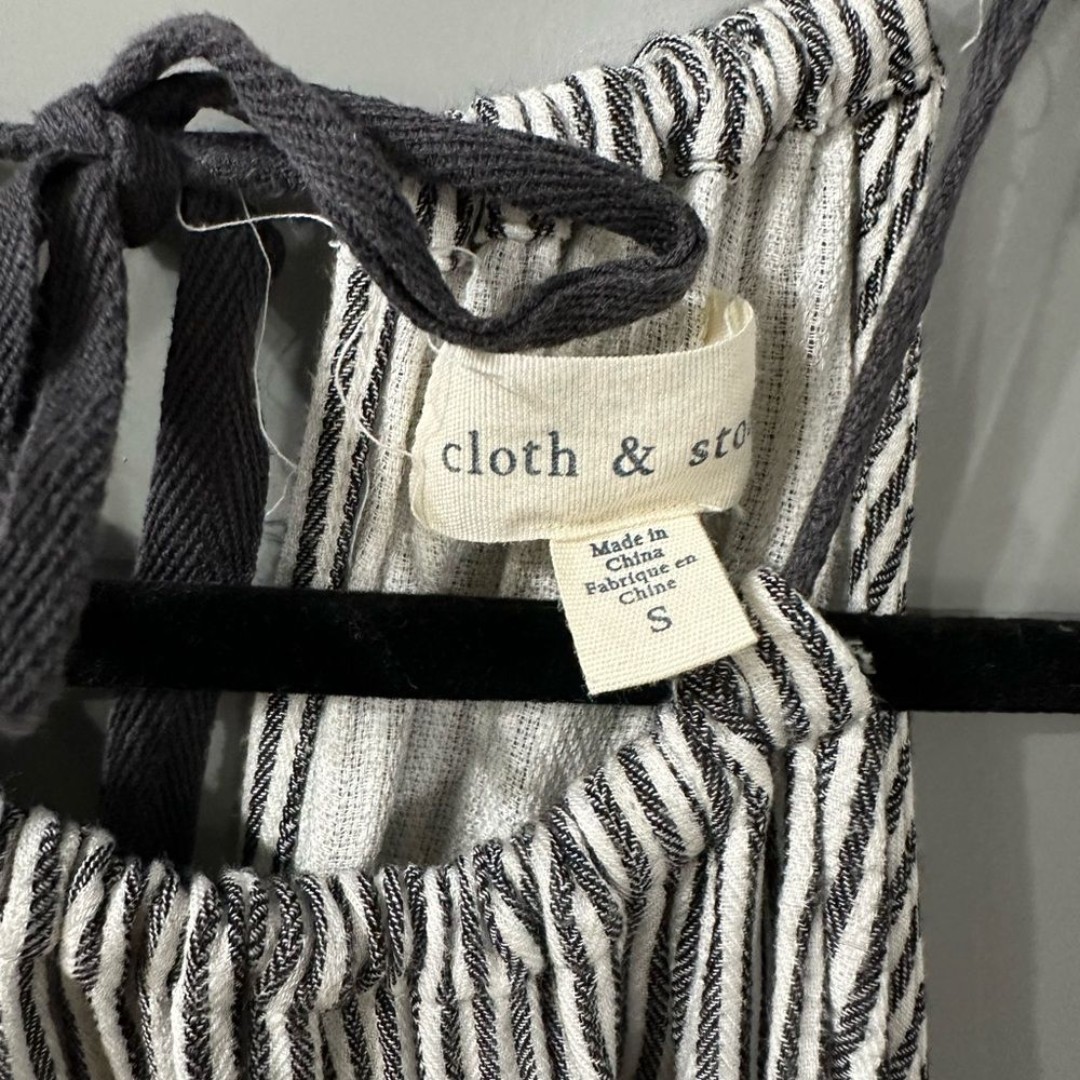 cloth & sto
Made in
China
Fabriqué en
Chine
S